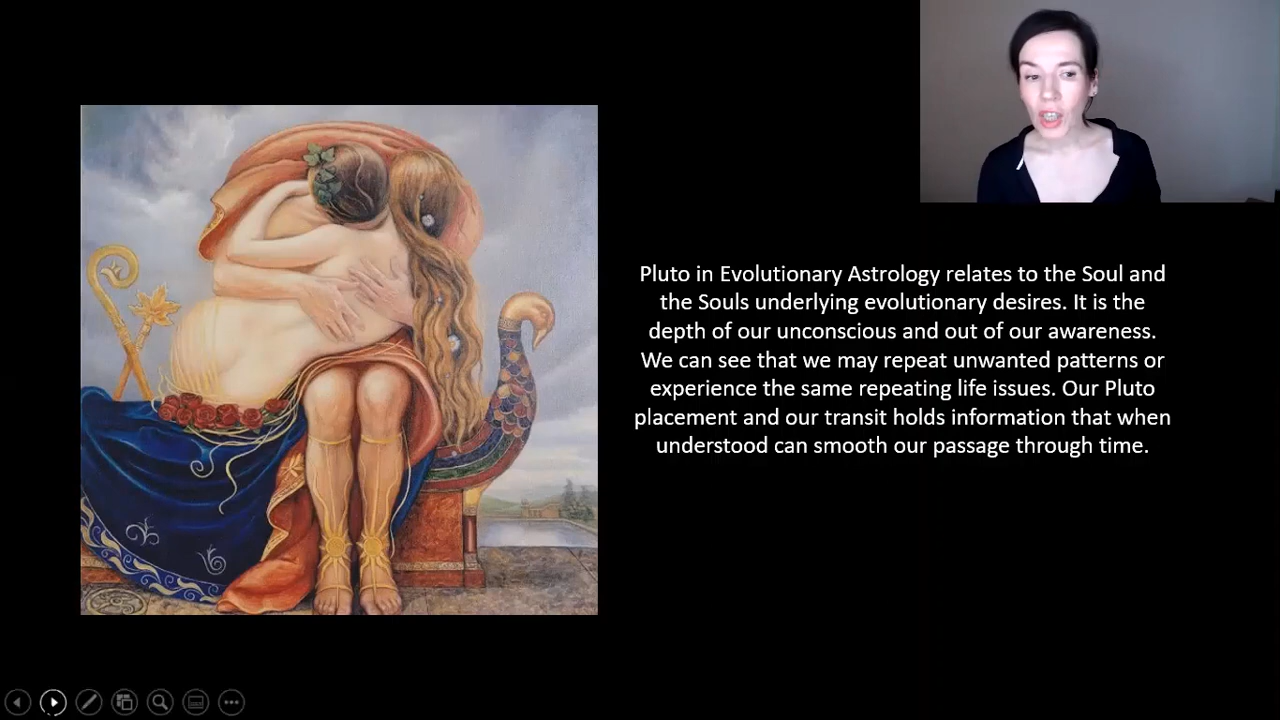 Pluto in Evolutionary Astrology relates to the Soul and
the Souls underlying evolutionary desires. It is the
depth of our unconscious and out of our awareness.
We can see that we may repeat unwanted patterns or
experience the same repeating life issues. Our Pluto
placement and our transit holds information that when
understood can smooth our passage through time.